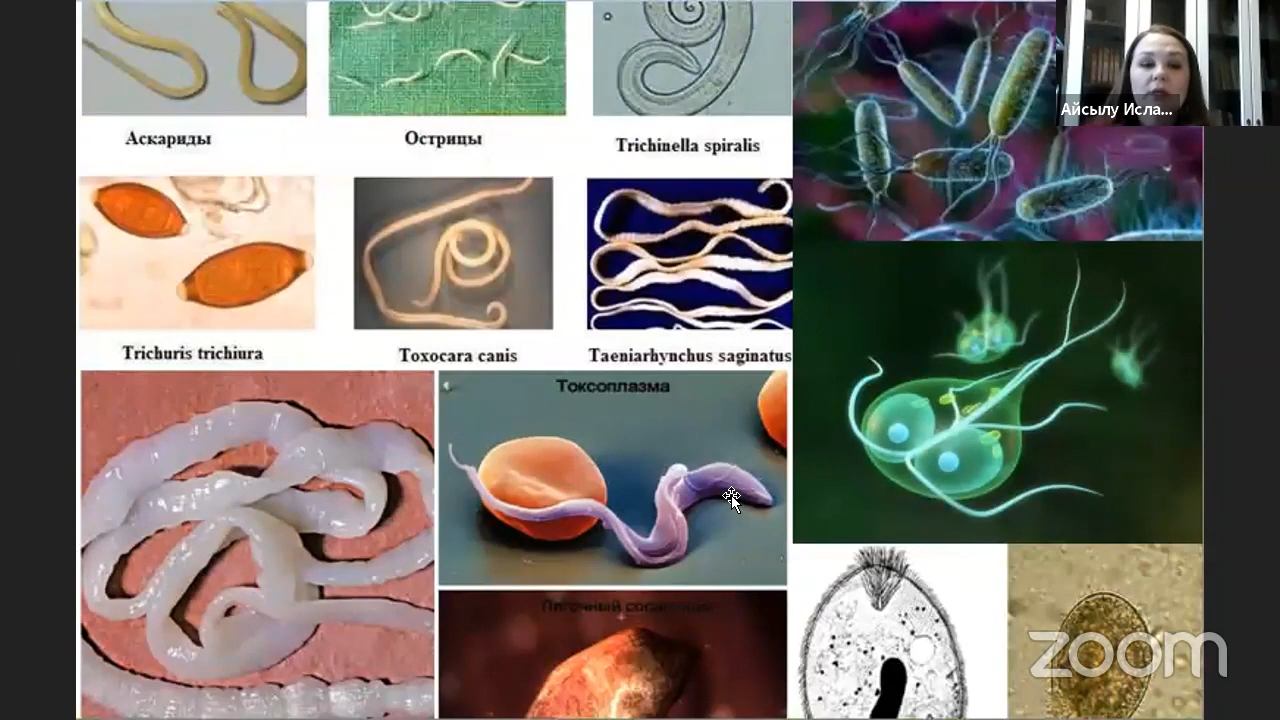 Айсылу Исла...
Аскариды
Острицы
Trichinella spiralis
Trichuris trichiura
Toxocara canis
Taeniarhynchus saginatus
Токсоплазма
zoom